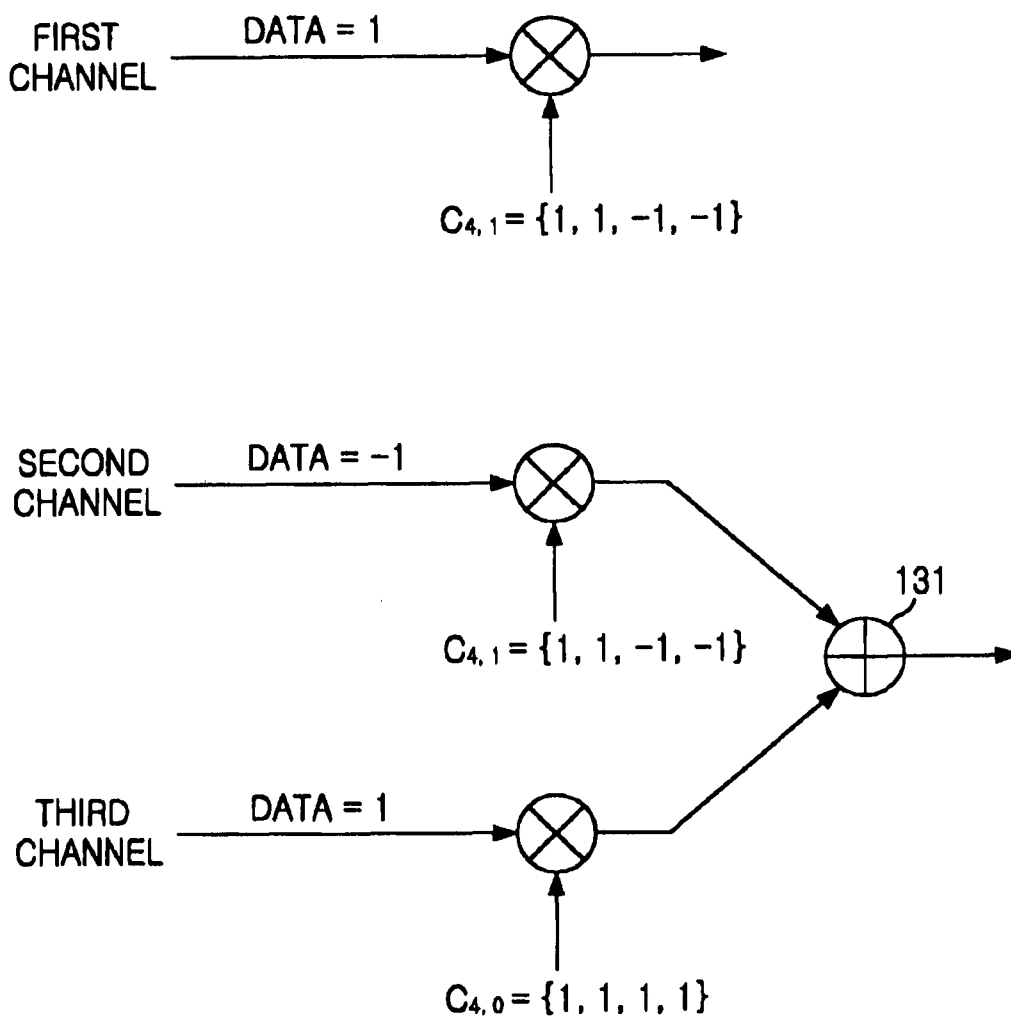 FIRST
CHANNEL
DATA = 1
C4, 1 = {1, 1, -1, -1}
SECOND
CHANNEL
DATA = -1
131
C4, 1 = {1, 1, -1, -1}
THIRD
CHANNEL
DATA = 1
C4, 0 = {1, 1, 1, 1}